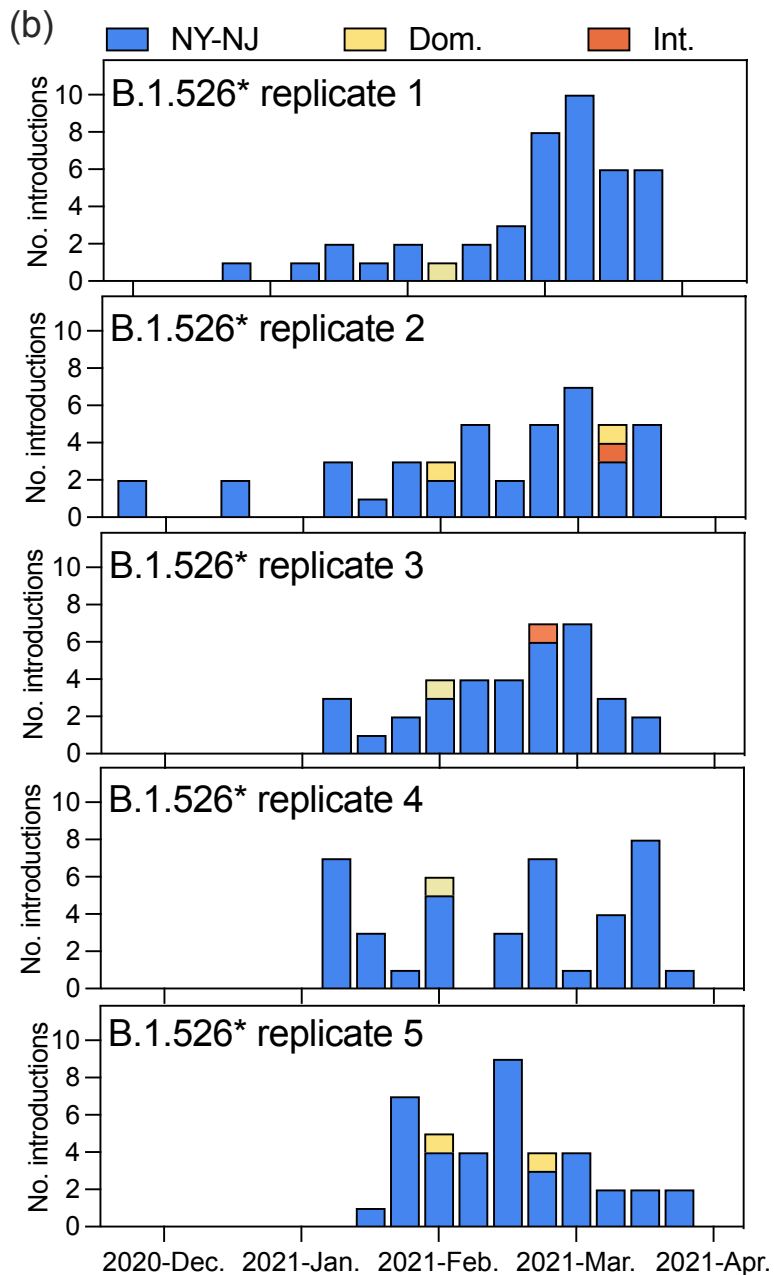 (b)
NY-NJ Dom. Int.
B.1.526* replicate 1
No. introductions
10
8
6
4
2
0
B.1.526* replicate 2
No. introductions
10
8
6
4
2
0
B.1.526* replicate 3
No. introductions
10
8
6
4
2
0
B.1.526* replicate 4
No. introductions
10
8
6
4
2
0
B.1.526* replicate 5
No. introductions
10
8
6
4
2
0
2020-Dec. 2021-Jan. 2021-Feb. 2021-Mar. 2021-Apr.